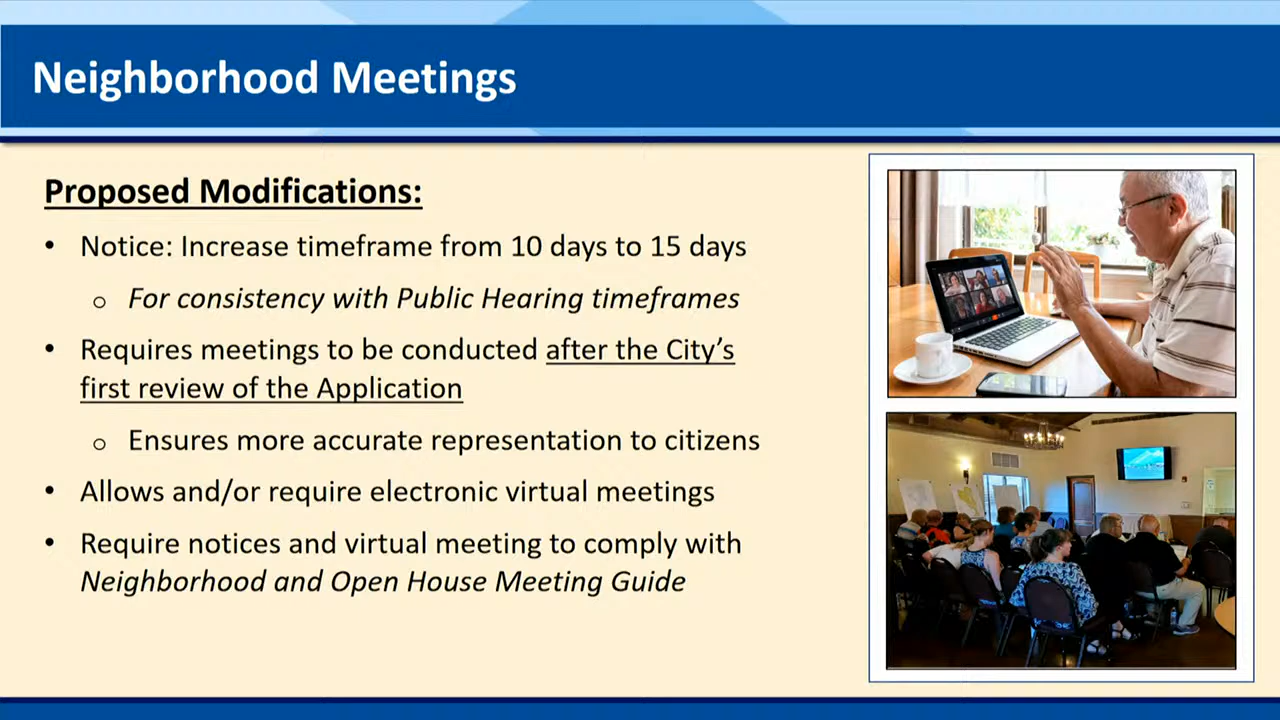 Neighborhood Meetings
Proposed Modifications:
• Notice: Increase timeframe from 10 days to 15 days
o For consistency with Public Hearing timeframes
• Requires meetings to be conducted after the City's
first review of the Application
o Ensures more accurate representation to citizens
• Allows and/or require electronic virtual meetings
• Require notices and virtual meeting to comply with
Neighborhood and Open House Meeting Guide